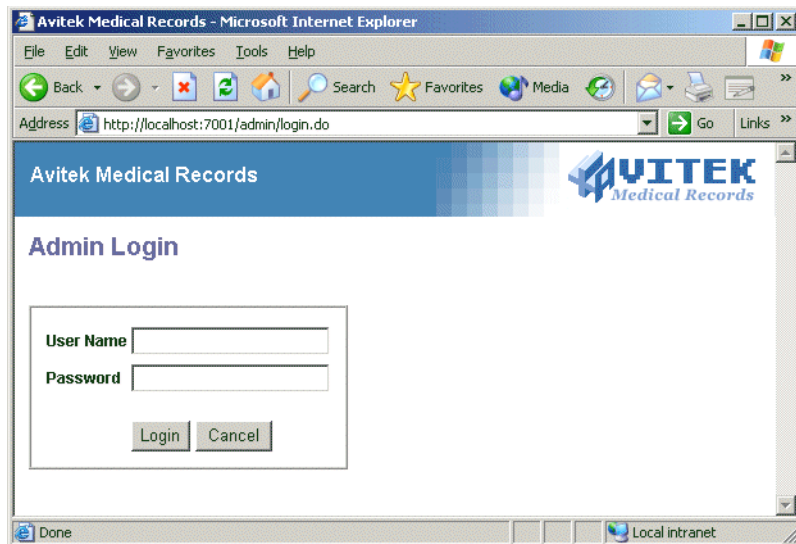 Avitek Medical Records - Microsoft Internet Explorer
File Edit View Favorites Tools Help
Back Search Favorites Media »
Address http://localhost:7001/admin/login.do Go Links »
Avitek Medical Records
AVITEK
Medical Records
Admin Login
User Name
Password
Login Cancel
Done Local intranet